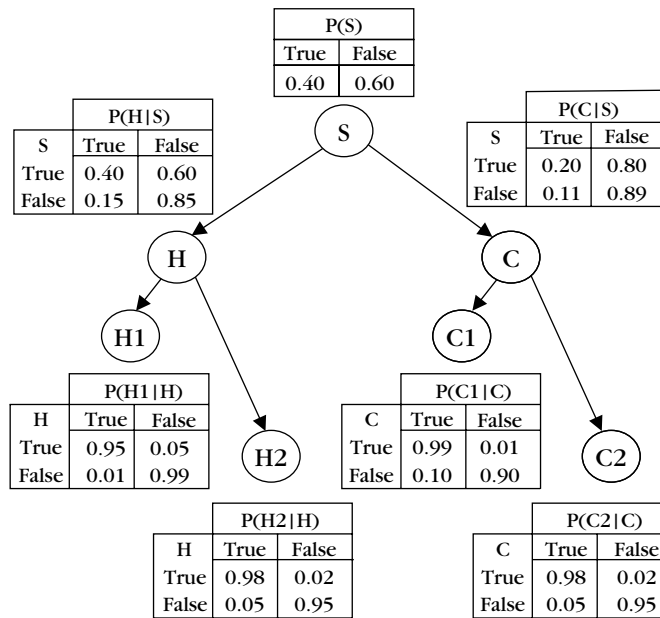 P(S)
True False
0.40 0.60
P(H|S)
S True False
True 0.40 0.60
False 0.15 0.85
S
P(C|S)
S True False
True 0.20 0.80
False 0.11 0.89
H
C
H1
C1
P(H1|H)
H True False
True 0.95 0.05
False 0.01 0.99
H2
P(C1|C)
C True False
True 0.99 0.01
False 0.10 0.90
C2
P(H2|H)
H True False
True 0.98 0.02
False 0.05 0.95
P(C2|C)
C True False
True 0.98 0.02
False 0.05 0.95